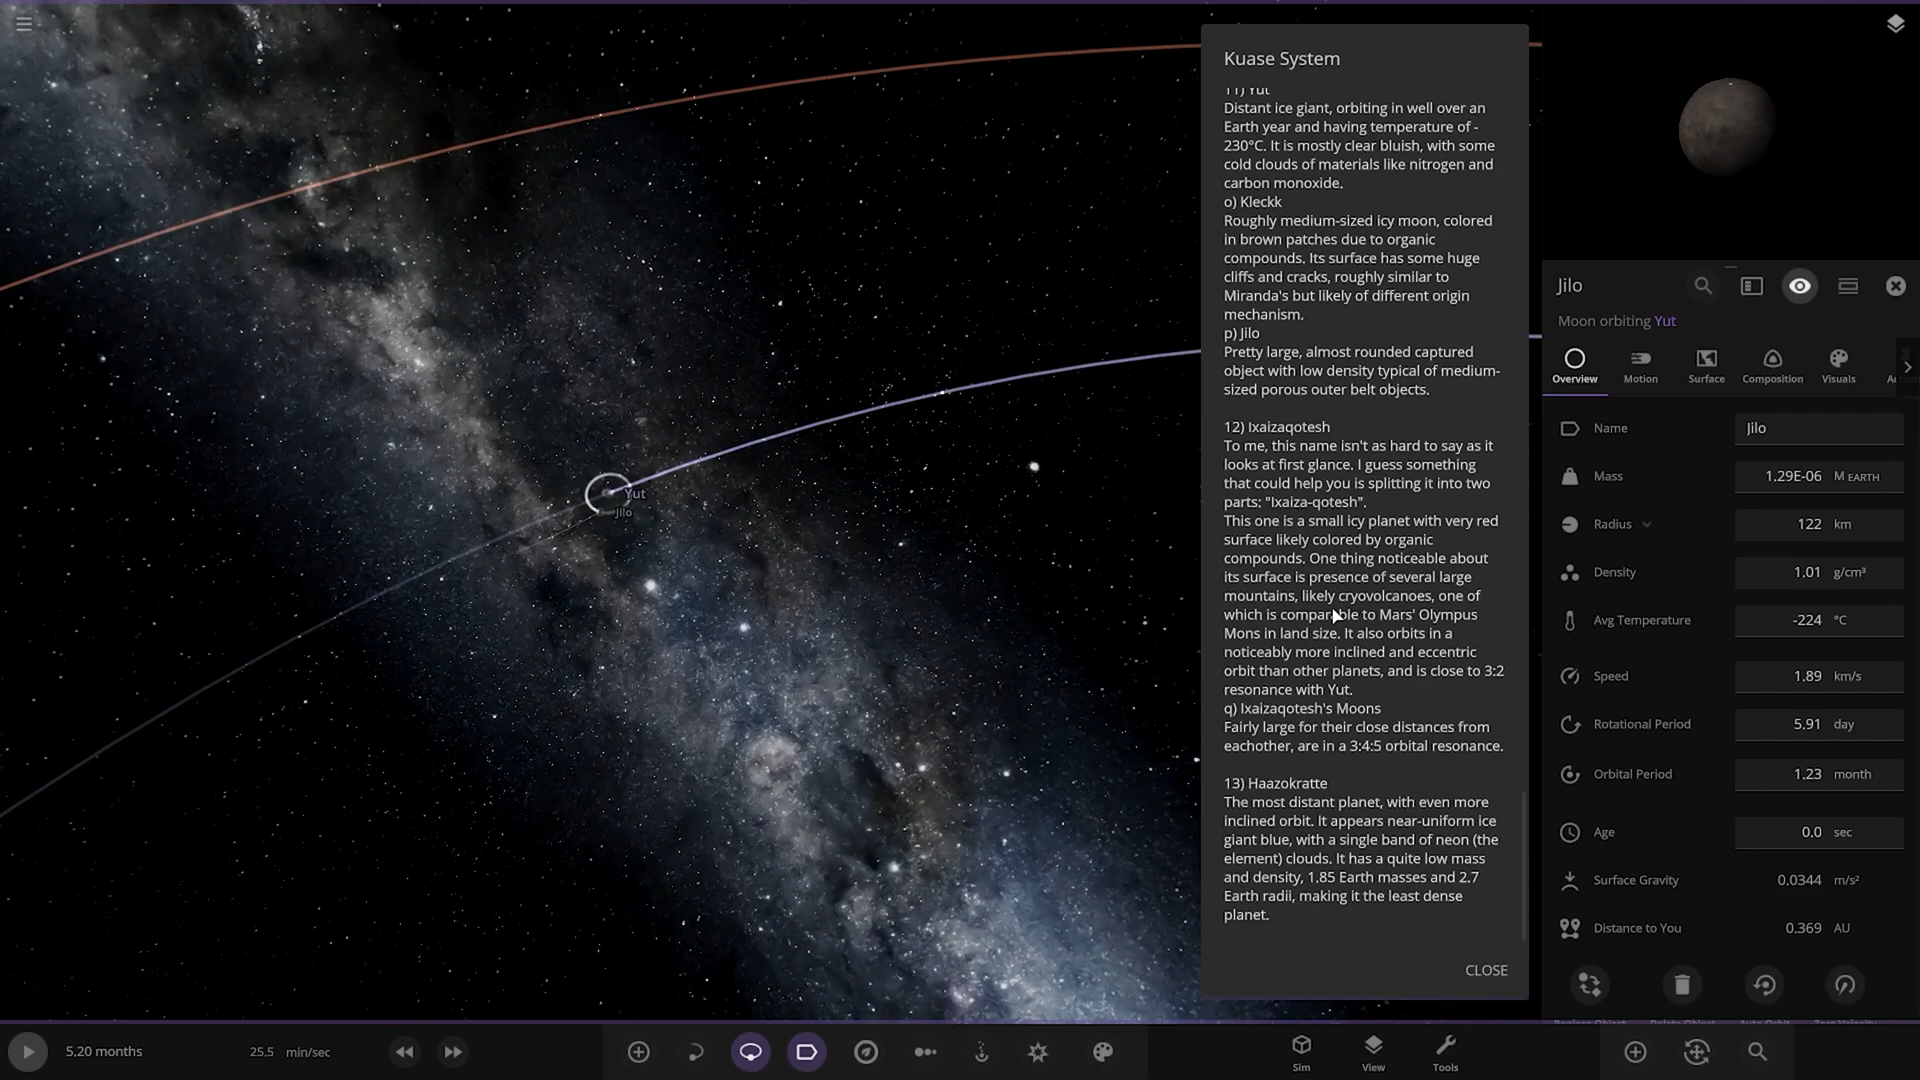 Kuase System
11) Yut
Distant ice giant, orbiting in well over an
Earth year and having temperature of -
230°C. It is mostly clear bluish, with some
cold clouds of materials like nitrogen and
carbon monoxide.
o) Kleckk
Roughly medium-sized icy moon, colored
in brown patches due to organic
compounds. Its surface has some huge
cliffs and cracks, roughly similar to
Miranda's but likely of different origin
mechanism.
p) Jilo
Pretty large, almost rounded captured
object with low density typical of medium-
sized porous outer belt objects.
12) Ixaizaqotesh
To me, this name isn't as hard to say as it
looks at first glance. I guess something
that could help you is splitting it into two
parts: "Ixaiza-qotesh".
This one is a small icy planet with very red
surface likely colored by organic
compounds. One thing noticeable about
its surface is presence of several large
mountains, likely cryovolcanoes, one of
which is comparable to Mars' Olympus
Mons in land size. It also orbits in a
noticeably more inclined and eccentric
orbit than other planets, and is close to 3:2
resonance with Yut.
q) Ixaizaqotesh's Moons
Fairly large for their close distances from
eachother, are in a 3:4:5 orbital resonance.
13) Haazokratte
The most distant planet, with even more
inclined orbit. It appears near-uniform ice
giant blue, with a single band of neon (the
element) clouds. It has a quite low mass
and density, 1.85 Earth masses and 2.7
Earth radii, making it the least dense
planet.
CLOSE
Yut
Jilo
Jilo
Moon orbiting Yut
Overview Motion Surface Composition Visuals
Name Jilo
Mass 1.29E-06 M EARTH
Radius 122 km
Density 1.01 g/cm³
Avg Temperature -224 °C
Speed 1.89 km/s
Rotational Period 5.91 day
Orbital Period 1.23 month
Age 0.0 sec
Surface Gravity 0.0344 m/s²
Distance to You 0.369 AU
5.20 months 25.5 min/sec
Sim View Tools